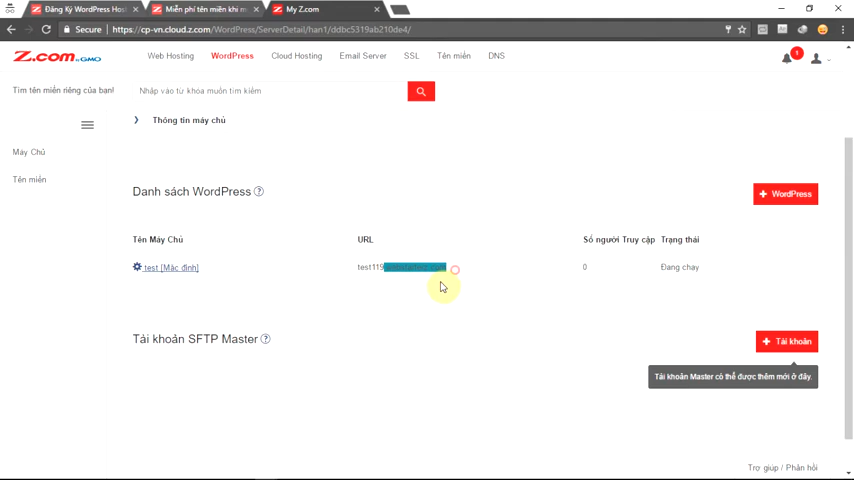 Đăng Ký WordPress Hos
Miễn phí tên miền khi m
My Z.com
Secure
https://cp-vn.cloud.z.com/WordPress/ServerDetail/han1/ddbc5319ab210de4/
Z.com by GMO
Web Hosting
WordPress
Cloud Hosting
Email Server
SSL
Tên miền
DNS
Tìm tên miền riêng của bạn!
Nhập vào từ khóa muốn tìm kiếm
Thông tin máy chủ
Máy Chủ
Tên miền
Danh sách WordPress
WordPress
Tên Máy Chủ
URL
Số người Truy cập
Trạng thái
test [Mặc định]
test119
0
Đang chạy
Tài khoản SFTP Master
Tài khoản
Tài khoản Master có thể được thêm mới ở đây.
Trợ giúp / Phản hồi